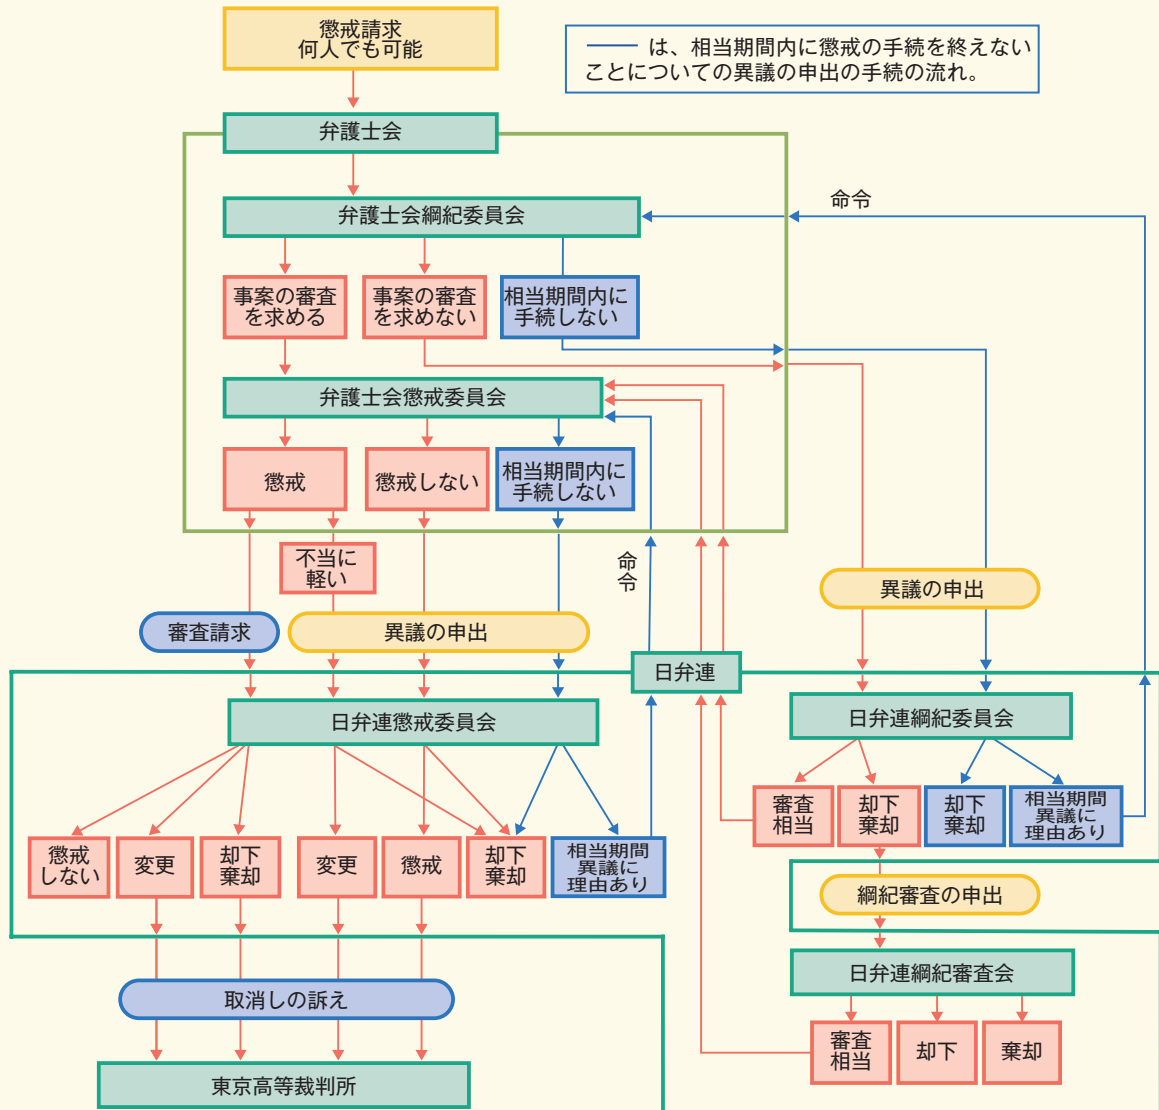 懲戒請求
何人でも可能
は、相当期間内に懲戒の手続を終えない
ことについての異議の申出の手続の流れ。
弁護士会
弁護士会綱紀委員会
命令
事案の審査
を求める
事案の審査
を求めない
相当期間内に
手続しない
弁護士会懲戒委員会
懲戒
懲戒しない
相当期間内に
手続しない
不当に
軽い
命令
審査請求
異議の申出
異議の申出
日弁連
日弁連懲戒委員会
日弁連綱紀委員会
審査
相当
却下
棄却
却下
棄却
相当期間
異議に
理由あり
懲戒
しない
変更
却下
棄却
変更
懲戒
却下
棄却
相当期間
異議に
理由あり
綱紀審査の申出
日弁連綱紀審査会
取消しの訴え
審査
相当
却下
棄却
東京高等裁判所